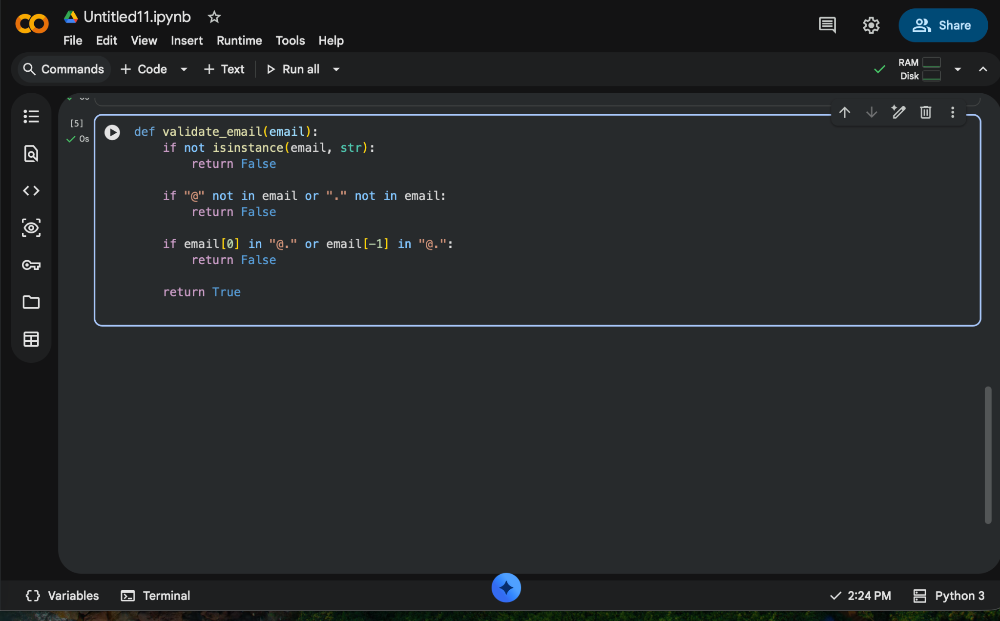 Untitled11.ipynb
File Edit View Insert Runtime Tools Help
Share
Commands + Code + Text Run all
RAM
Disk
[5]
0s
def validate_email(email):
    if not isinstance(email, str):
        return False
    if "@" not in email or "." not in email:
        return False
    if email[0] in "@." or email[-1] in "@.":
        return False
    return True
Variables Terminal
2:24 PM Python 3